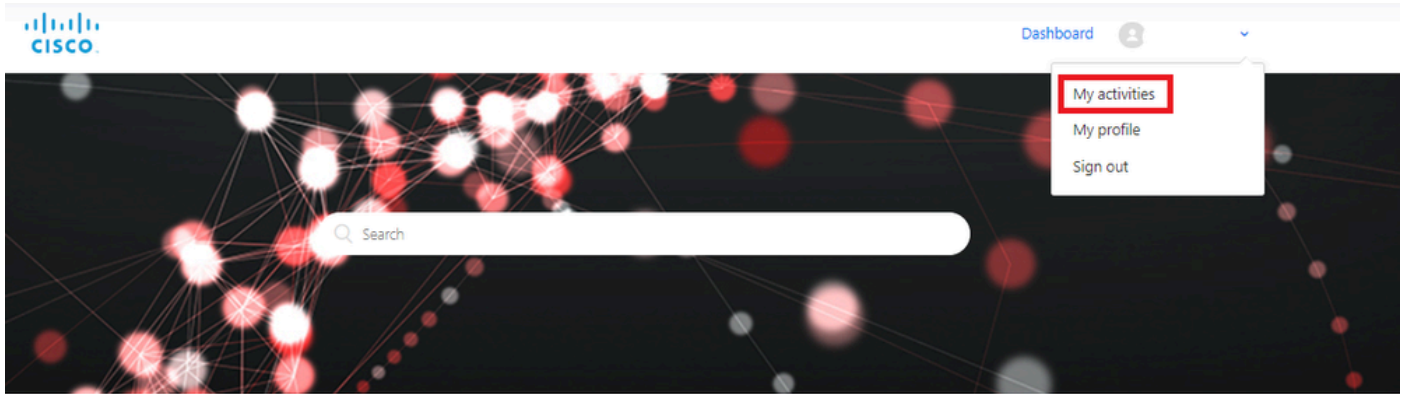 CISCO
Dashboard
My activities
My profile
Sign out
Search